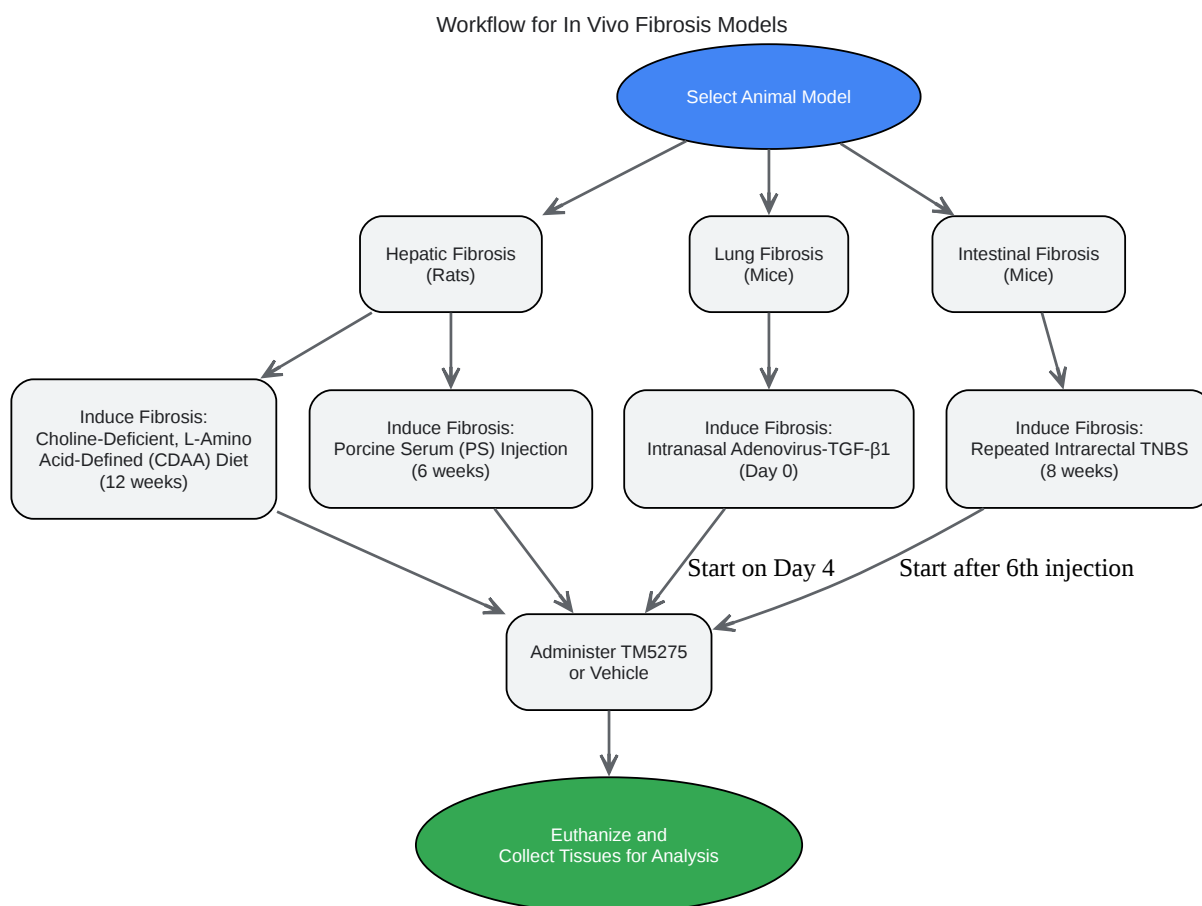 Workflow for In Vivo Fibrosis Models
Select Animal Model
Hepatic Fibrosis
(Rats)
Lung Fibrosis
(Mice)
Intestinal Fibrosis
(Mice)
Induce Fibrosis:
Choline-Deficient, L-Amino
Acid-Defined (CDAA) Diet
(12 weeks)
Induce Fibrosis:
Porcine Serum (PS) Injection
(6 weeks)
Induce Fibrosis:
Intranasal Adenovirus-TGF-β1
(Day 0)
Induce Fibrosis:
Repeated Intrarectal TNBS
(8 weeks)
Start on Day 4
Start after 6th injection
Administer TM5275
or Vehicle
Euthanize and
Collect Tissues for Analysis